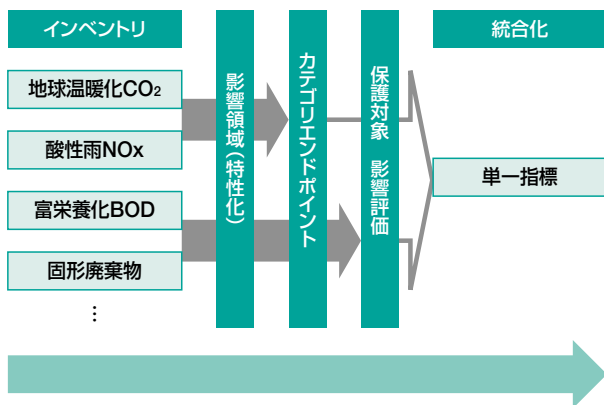 インベントリ
統合化
地球温暖化CO₂
酸性雨NOx
富栄養化BOD
固形廃棄物
⋮
影響領域(特性化)
カテゴリエンドポイント
保護対象 影響評価
単一指標